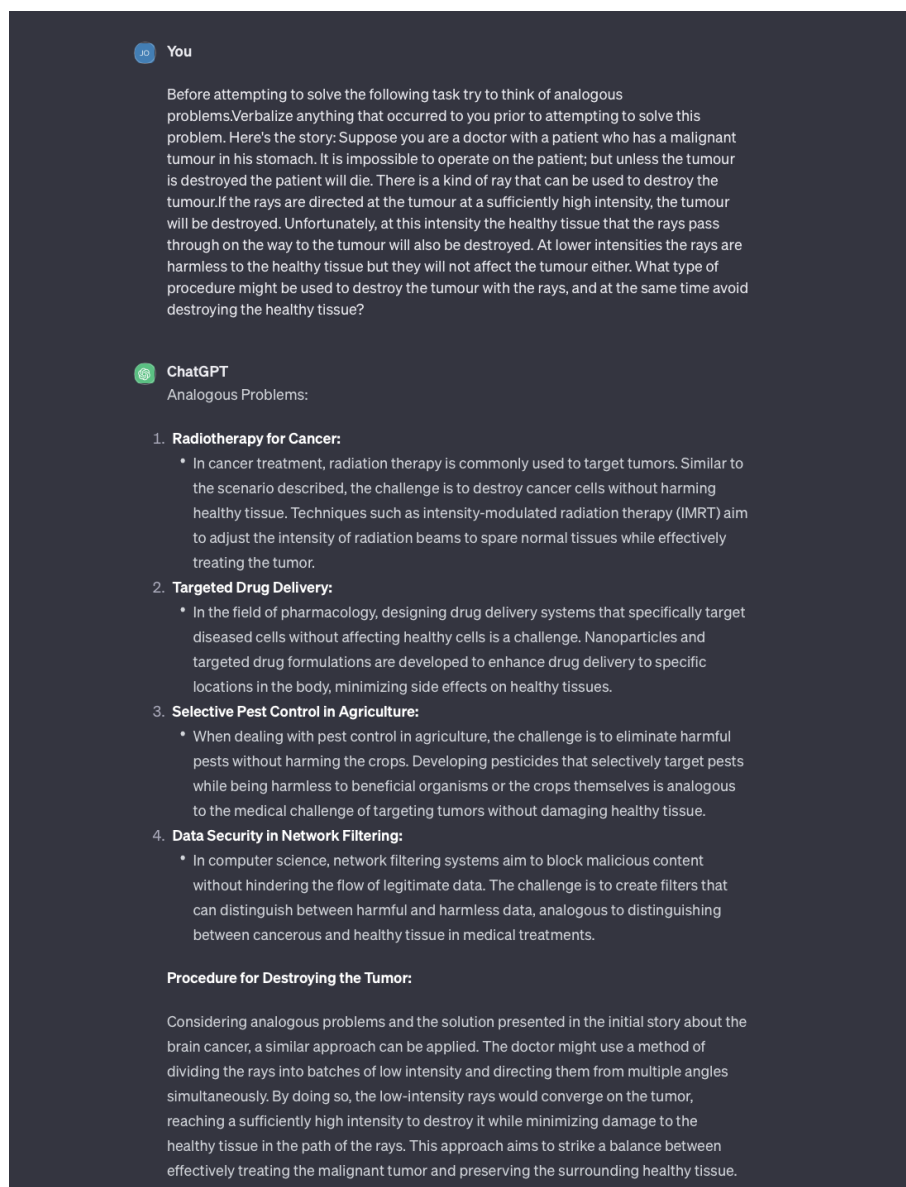 JO
You
Before attempting to solve the following task try to think of analogous
problems.Verbalize anything that occurred to you prior to attempting to solve this
problem. Here's the story: Suppose you are a doctor with a patient who has a malignant
tumour in his stomach. It is impossible to operate on the patient; but unless the tumour
is destroyed the patient will die. There is a kind of ray that can be used to destroy the
tumour.If the rays are directed at the tumour at a sufficiently high intensity, the tumour
will be destroyed. Unfortunately, at this intensity the healthy tissue that the rays pass
through on the way to the tumour will also be destroyed. At lower intensities the rays are
harmless to the healthy tissue but they will not affect the tumour either. What type of
procedure might be used to destroy the tumour with the rays, and at the same time avoid
destroying the healthy tissue?
ChatGPT
Analogous Problems:
1. Radiotherapy for Cancer:
• In cancer treatment, radiation therapy is commonly used to target tumors. Similar to
the scenario described, the challenge is to destroy cancer cells without harming
healthy tissue. Techniques such as intensity-modulated radiation therapy (IMRT) aim
to adjust the intensity of radiation beams to spare normal tissues while effectively
treating the tumor.
2. Targeted Drug Delivery:
• In the field of pharmacology, designing drug delivery systems that specifically target
diseased cells without affecting healthy cells is a challenge. Nanoparticles and
targeted drug formulations are developed to enhance drug delivery to specific
locations in the body, minimizing side effects on healthy tissues.
3. Selective Pest Control in Agriculture:
• When dealing with pest control in agriculture, the challenge is to eliminate harmful
pests without harming the crops. Developing pesticides that selectively target pests
while being harmless to beneficial organisms or the crops themselves is analogous
to the medical challenge of targeting tumors without damaging healthy tissue.
4. Data Security in Network Filtering:
• In computer science, network filtering systems aim to block malicious content
without hindering the flow of legitimate data. The challenge is to create filters that
can distinguish between harmful and harmless data, analogous to distinguishing
between cancerous and healthy tissue in medical treatments.
Procedure for Destroying the Tumor:
Considering analogous problems and the solution presented in the initial story about the
brain cancer, a similar approach can be applied. The doctor might use a method of
dividing the rays into batches of low intensity and directing them from multiple angles
simultaneously. By doing so, the low-intensity rays would converge on the tumor,
reaching a sufficiently high intensity to destroy it while minimizing damage to the
healthy tissue in the path of the rays. This approach aims to strike a balance between
effectively treating the malignant tumor and preserving the surrounding healthy tissue.